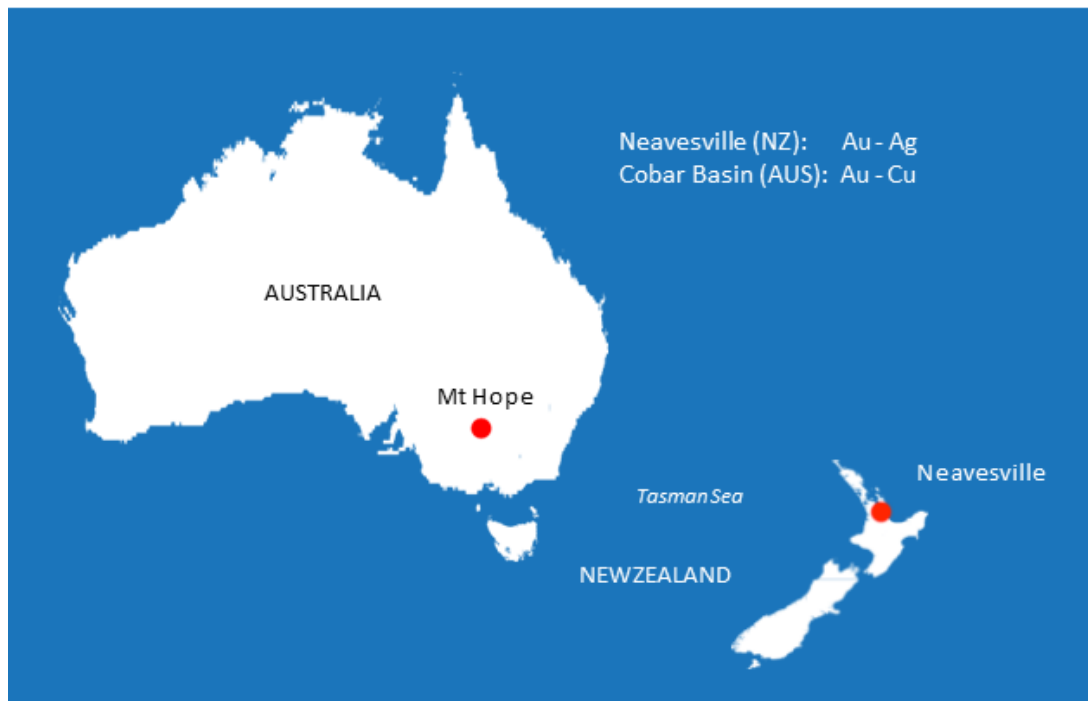 Neavesville (NZ): Au - Ag
Cobar Basin (AUS): Au - Cu
AUSTRALIA
Mt Hope
Neavesville
Tasman Sea
NEWZEALAND